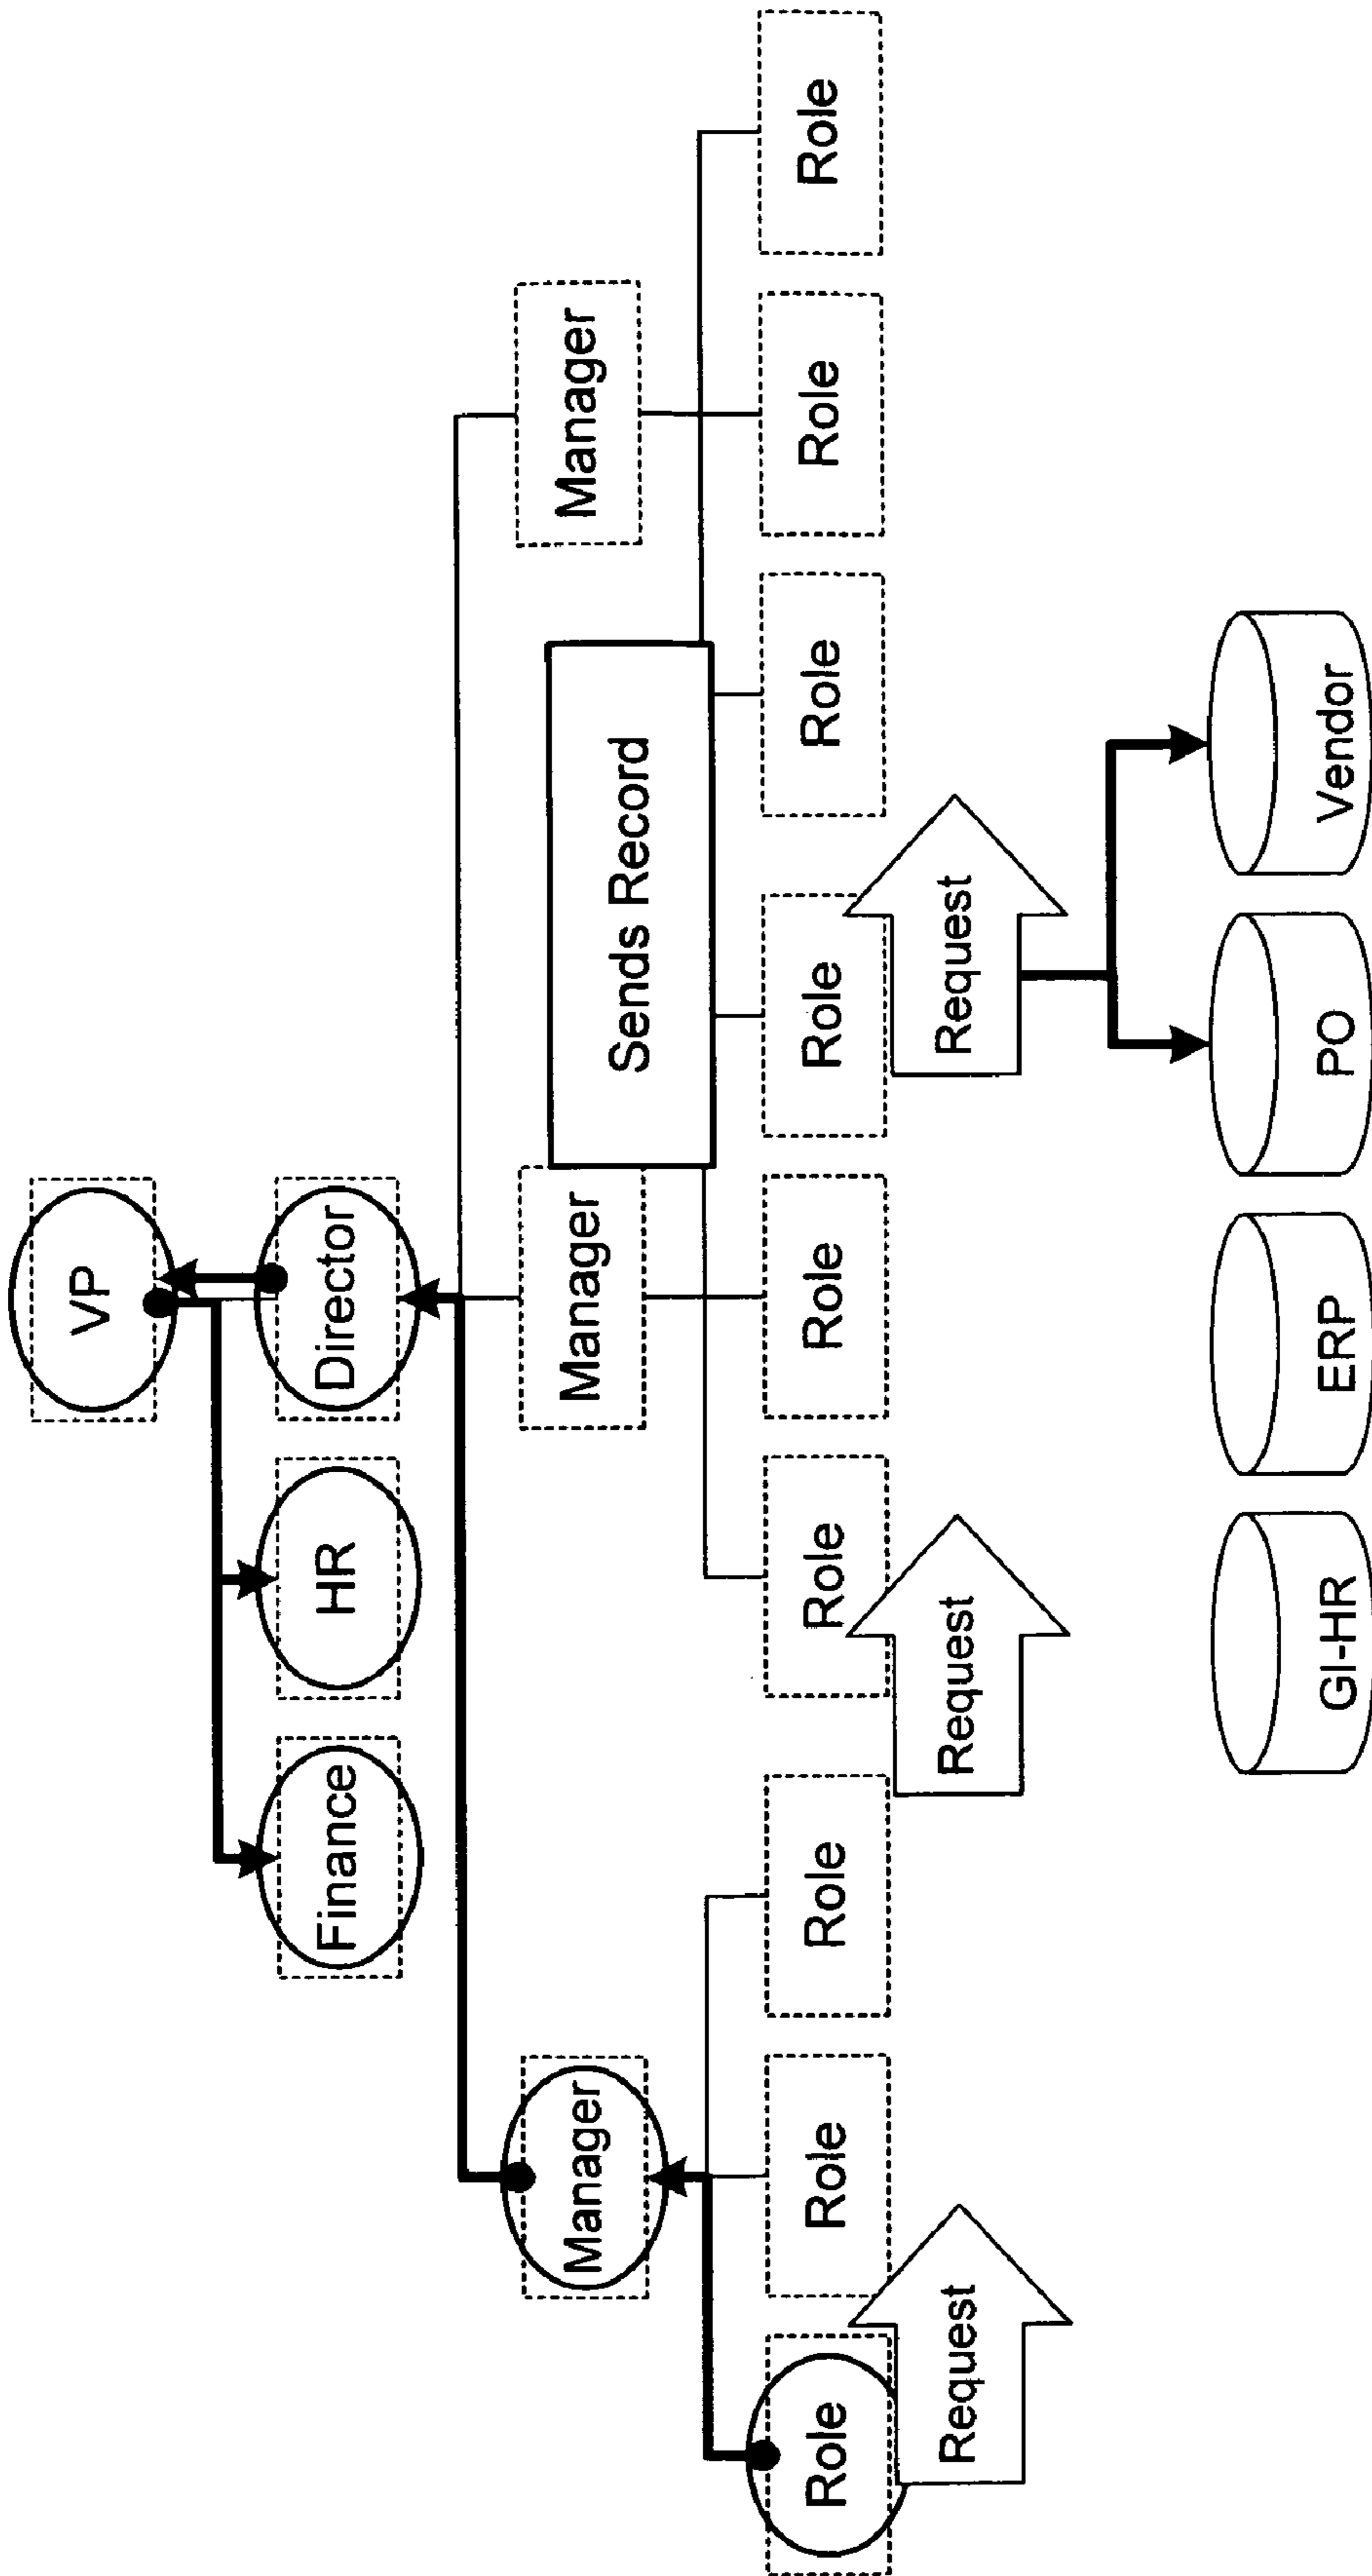 VP
Finance
HR
Director
Manager
Manager
Manager
Sends Record
Role
Role
Role
Role
Role
Role
Role
Role
Role
Request
Request
Request
GI-HR
ERP
PO
Vendor